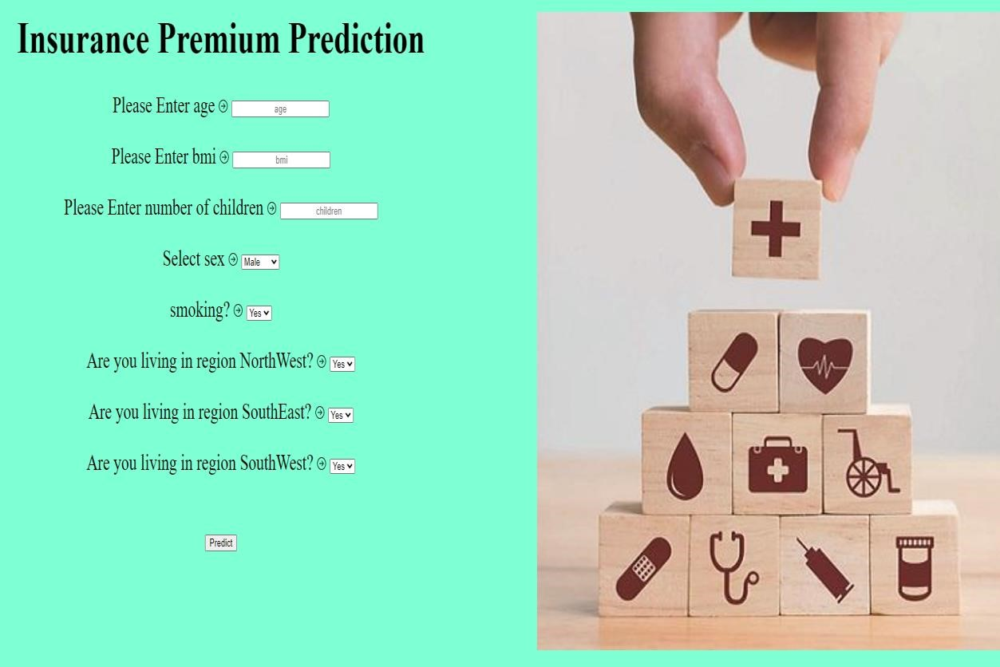 Insurance Premium Prediction
Please Enter age age
Please Enter bmi bmi
Please Enter number of children children
Select sex Male
smoking? Yes
Are you living in region NorthWest? Yes
Are you living in region SouthEast? Yes
Are you living in region SouthWest? Yes
Predict